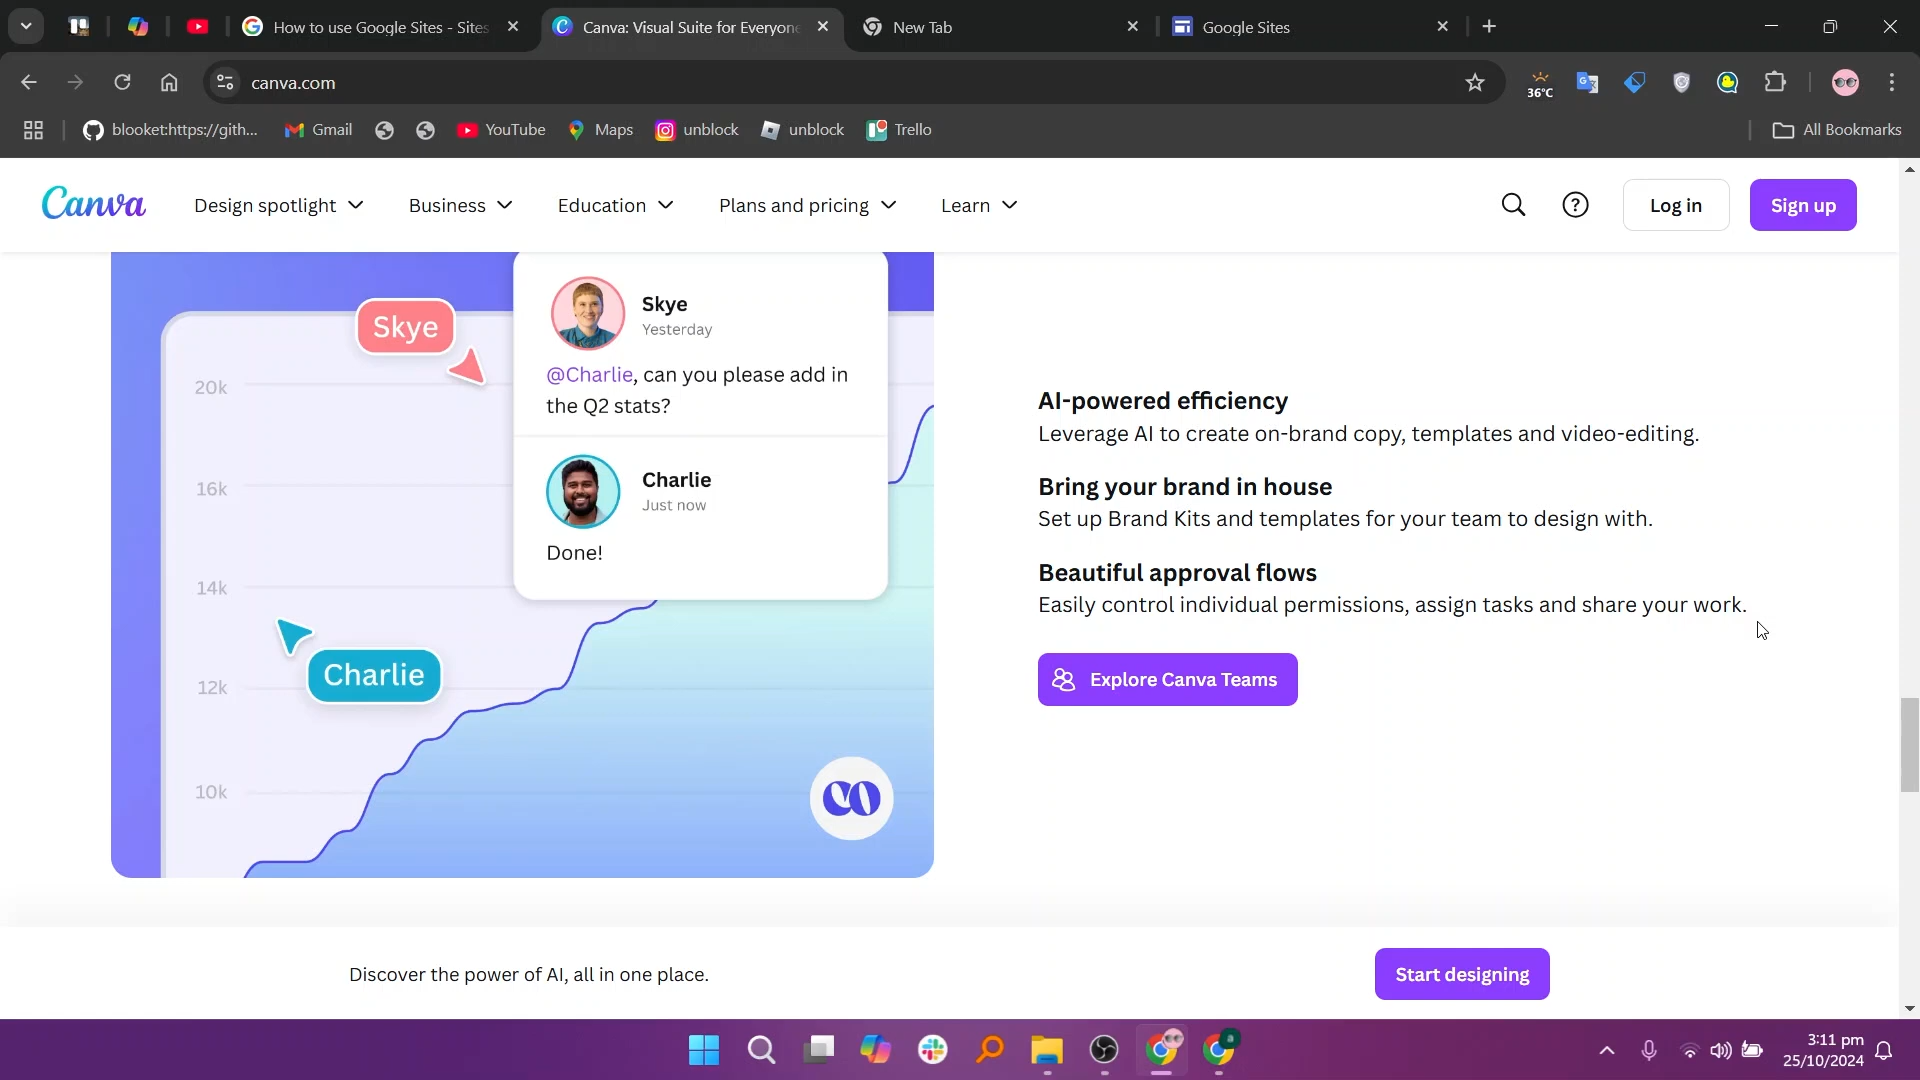 How to use Google Sites - Sites
Canva: Visual Suite for Everyone
New Tab
Google Sites
canva.com
36°C
blooket:https://gith...
Gmail
YouTube
Maps
unblock
unblock
Trello
All Bookmarks
Canva
Design spotlight
Business
Education
Plans and pricing
Learn
Log in
Sign up
Skye
20k
16k
14k
12k
10k
Skye
Yesterday
@Charlie, can you please add in
the Q2 stats?
Charlie
Just now
Done!
Charlie
AI-powered efficiency
Leverage AI to create on-brand copy, templates and video-editing.
Bring your brand in house
Set up Brand Kits and templates for your team to design with.
Beautiful approval flows
Easily control individual permissions, assign tasks and share your work.
Explore Canva Teams
Discover the power of AI, all in one place.
Start designing
3:11 pm
25/10/2024